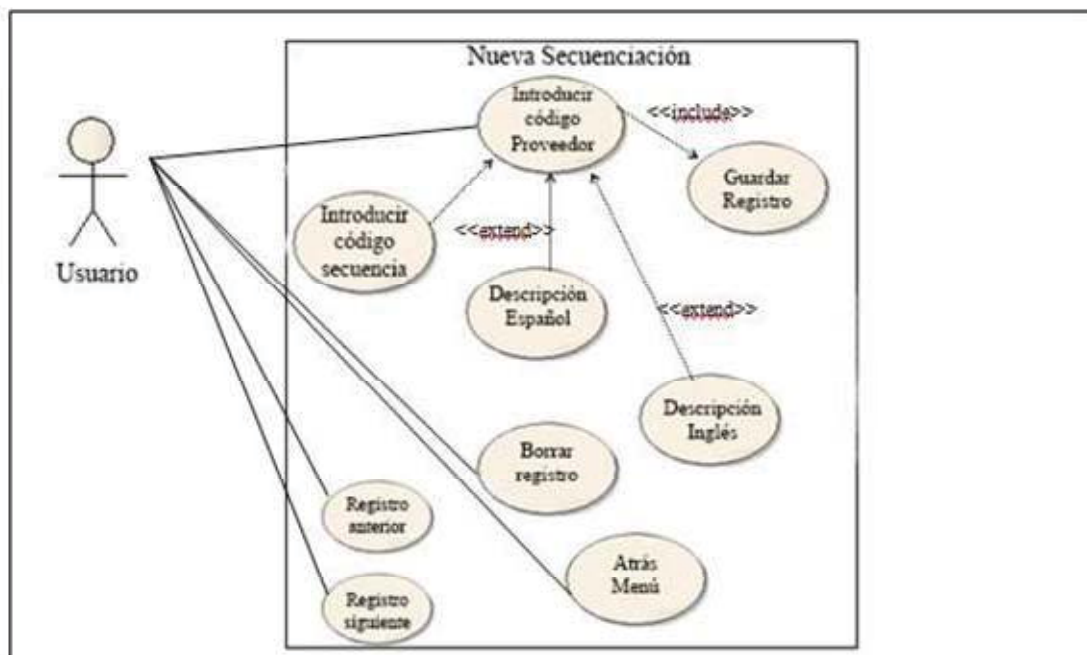 Nueva Secuenciación
Introducir
código
Proveedor
<<include>>
Guardar
Registro
Introducir
código
secuencia
<<extend>>
Usuario
Descripción
Español
<<extend>>
Descripción
Inglés
Borrar
registro
Registro
anterior
Atrás
Menú
Registro
siguiente